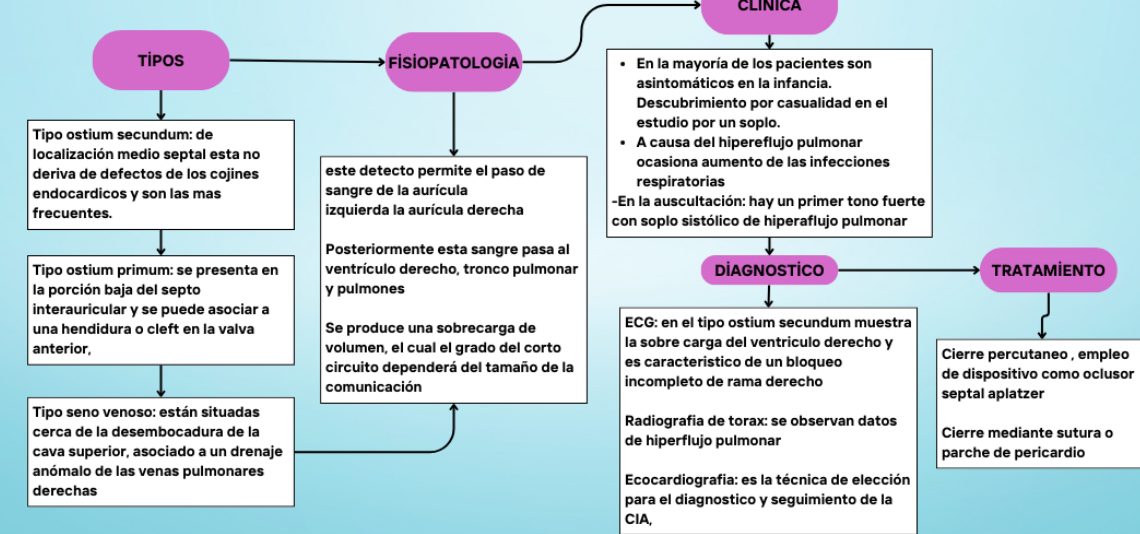 TİPOS
Tipo ostium secundum: de
localización medio septal esta no
deriva de defectos de los cojines
endocardicos y son las mas
frecuentes.
Tipo ostium primum: se presenta en
la porción baja del septo
interauricular y se puede asociar a
una hendidura o cleft en la valva
anterior,
Tipo seno venoso: están situadas
cerca de la desembocadura de la
cava superior, asociado a un drenaje
anómalo de las venas pulmonares
derechas
FİSİOPATOLOGİA
este detecto permite el paso de
sangre de la aurícula
izquierda la aurícula derecha
Posteriormente esta sangre pasa al
ventrículo derecho, tronco pulmonar
y pulmones
Se produce una sobrecarga de
volumen, el cual el grado del corto
circuito dependerá del tamaño de la
comunicación
CLINICA
• En la mayoría de los pacientes son
asintomáticos en la infancia.
Descubrimiento por casualidad en el
estudio por un soplo.
• A causa del hipereflujo pulmonar
ocasiona aumento de las infecciones
respiratorias
-En la auscultación: hay un primer tono fuerte
con soplo sistólico de hiperaflujo pulmonar
DİAGNOSTİCO
ECG: en el tipo ostium secundum muestra
la sobre carga del ventriculo derecho y
es caracteristico de un bloqueo
incompleto de rama derecho
Radiografia de torax: se observan datos
de hiperflujo pulmonar
Ecocardiografia: es la técnica de elección
para el diagnostico y seguimiento de la
CIA,
TRATAMİENTO
Cierre percutaneo , empleo
de dispositivo como oclusor
septal aplatzer
Cierre mediante sutura o
parche de pericardio